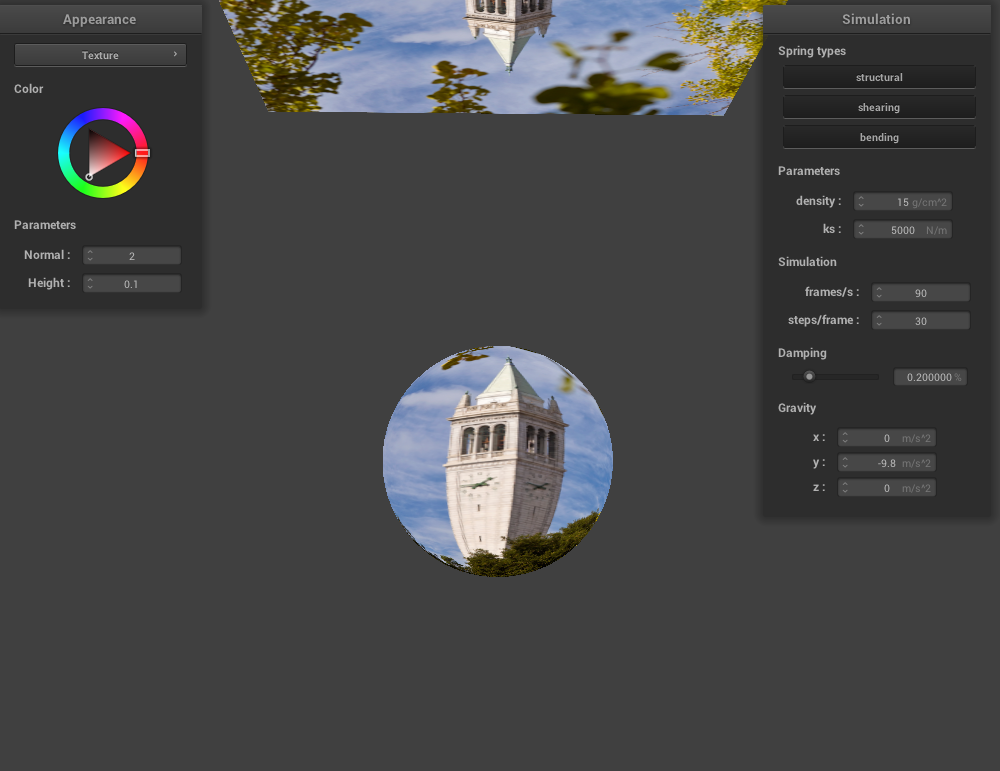 Appearance
Texture
Color
Parameters
Normal : 2
Height : 0.1
Simulation
Spring types
structural
shearing
bending
Parameters
density : 15 g/cm^2
ks : 5000 N/m
Simulation
frames/s : 90
steps/frame : 30
Damping
0.200000 %
Gravity
x : 0 m/s^2
y : -9.8 m/s^2
z : 0 m/s^2